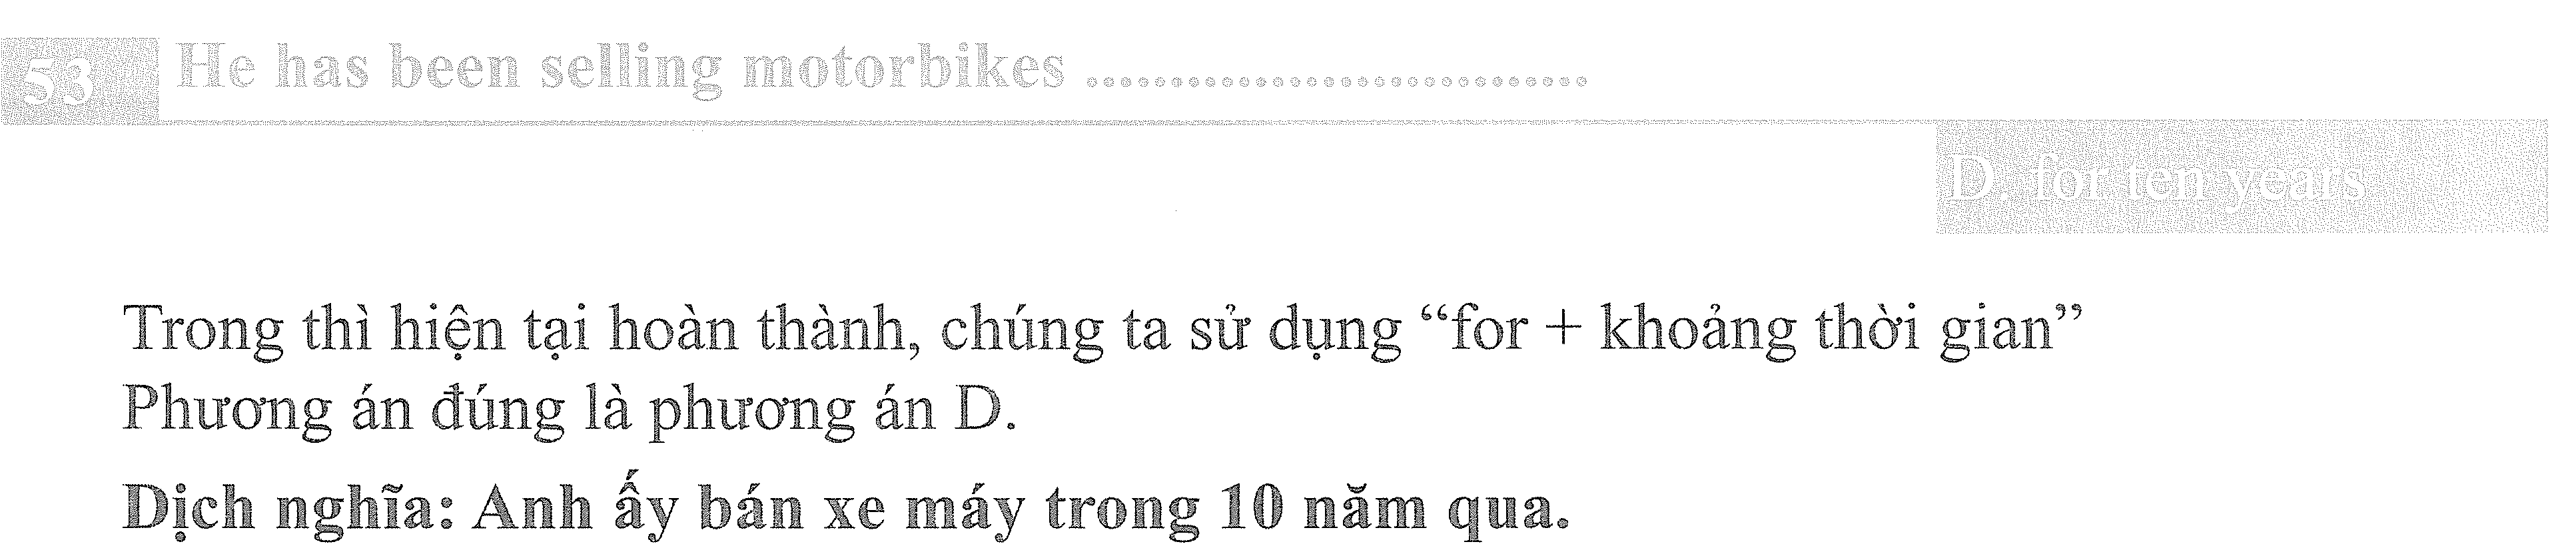 53 He has been selling motorbikes ..............................
D. for ten years
Trong thì hiện tại hoàn thành, chúng ta sử dụng “for + khoảng thời gian”
Phương án đúng là phương án D.
Dịch nghĩa: Anh ấy bán xe máy trong 10 năm qua.